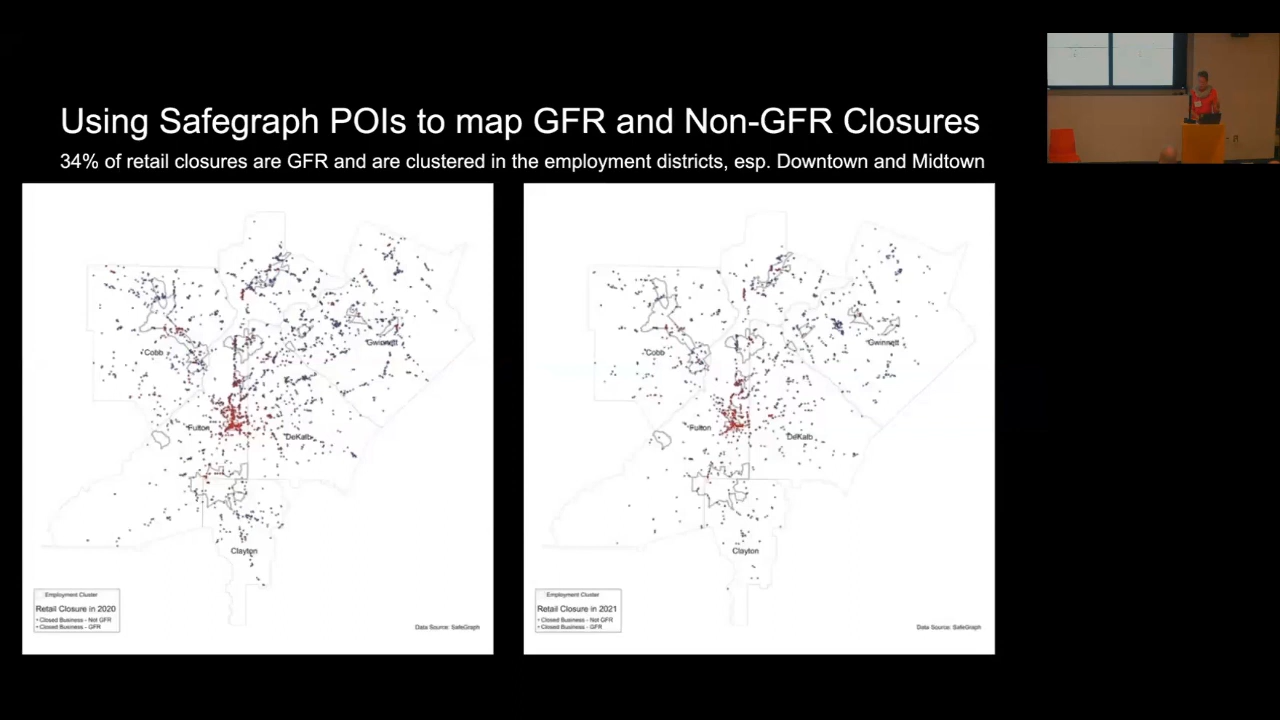 Using Safegraph POIs to map GFR and Non-GFR Closures
34% of retail closures are GFR and are clustered in the employment districts, esp. Downtown and Midtown
Cobb
Gwinnett
Fulton
DeKalb
Clayton
Employment Cluster
Retail Closure in 2020
• Closed Business - Not GFR
• Closed Business - GFR
Data Source: SafeGraph
Cobb
Gwinnett
Fulton
DeKalb
Clayton
Employment Cluster
Retail Closure in 2021
• Closed Business - Not GFR
• Closed Business - GFR
Data Source: SafeGraph